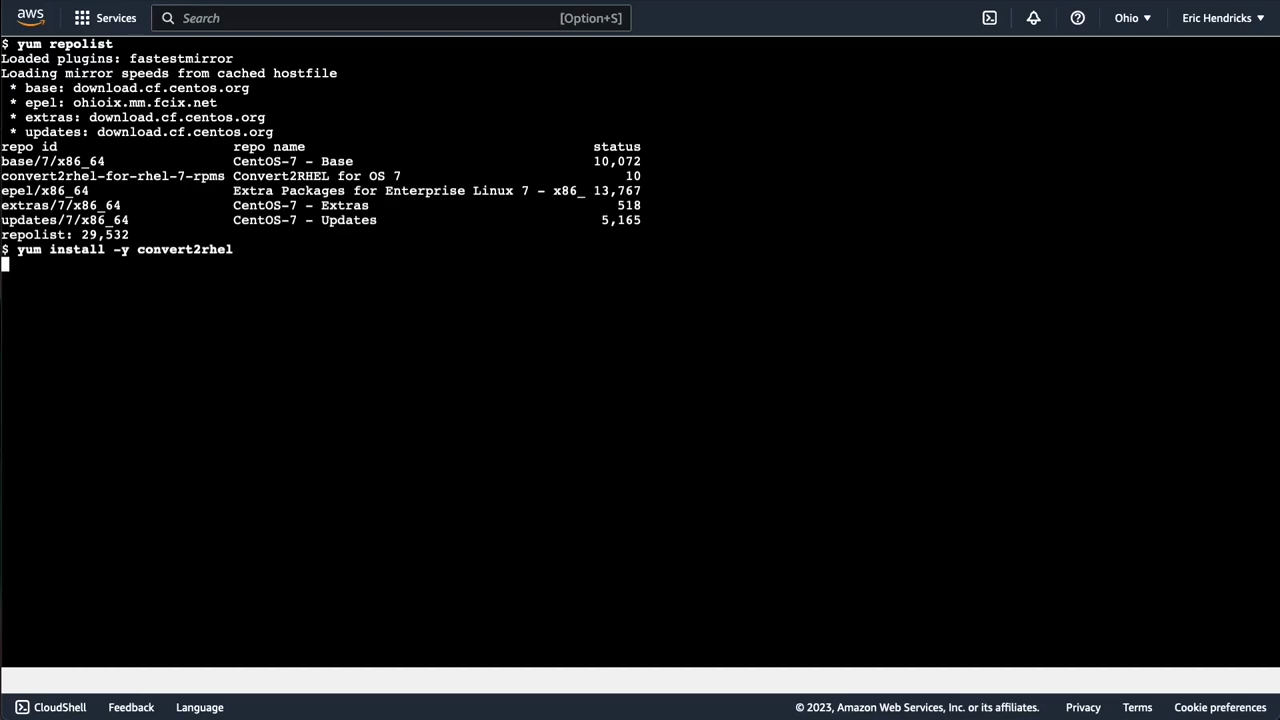 aws Services Search [Option+S] Ohio Eric Hendricks
$ yum repolist
Loaded plugins: fastestmirror
Loading mirror speeds from cached hostfile
* base: download.cf.centos.org
* epel: ohioix.mm.fcix.net
* extras: download.cf.centos.org
* updates: download.cf.centos.org
repo id repo name status
base/7/x86_64 CentOS-7 - Base 10,072
convert2rhel-for-rhel-7-rpms Convert2RHEL for OS 7 10
epel/x86_64 Extra Packages for Enterprise Linux 7 - x86_ 13,767
extras/7/x86_64 CentOS-7 - Extras 518
updates/7/x86_64 CentOS-7 - Updates 5,165
repolist: 29,532
$ yum install -y convert2rhel
CloudShell Feedback Language © 2023, Amazon Web Services, Inc. or its affiliates. Privacy Terms Cookie preferences